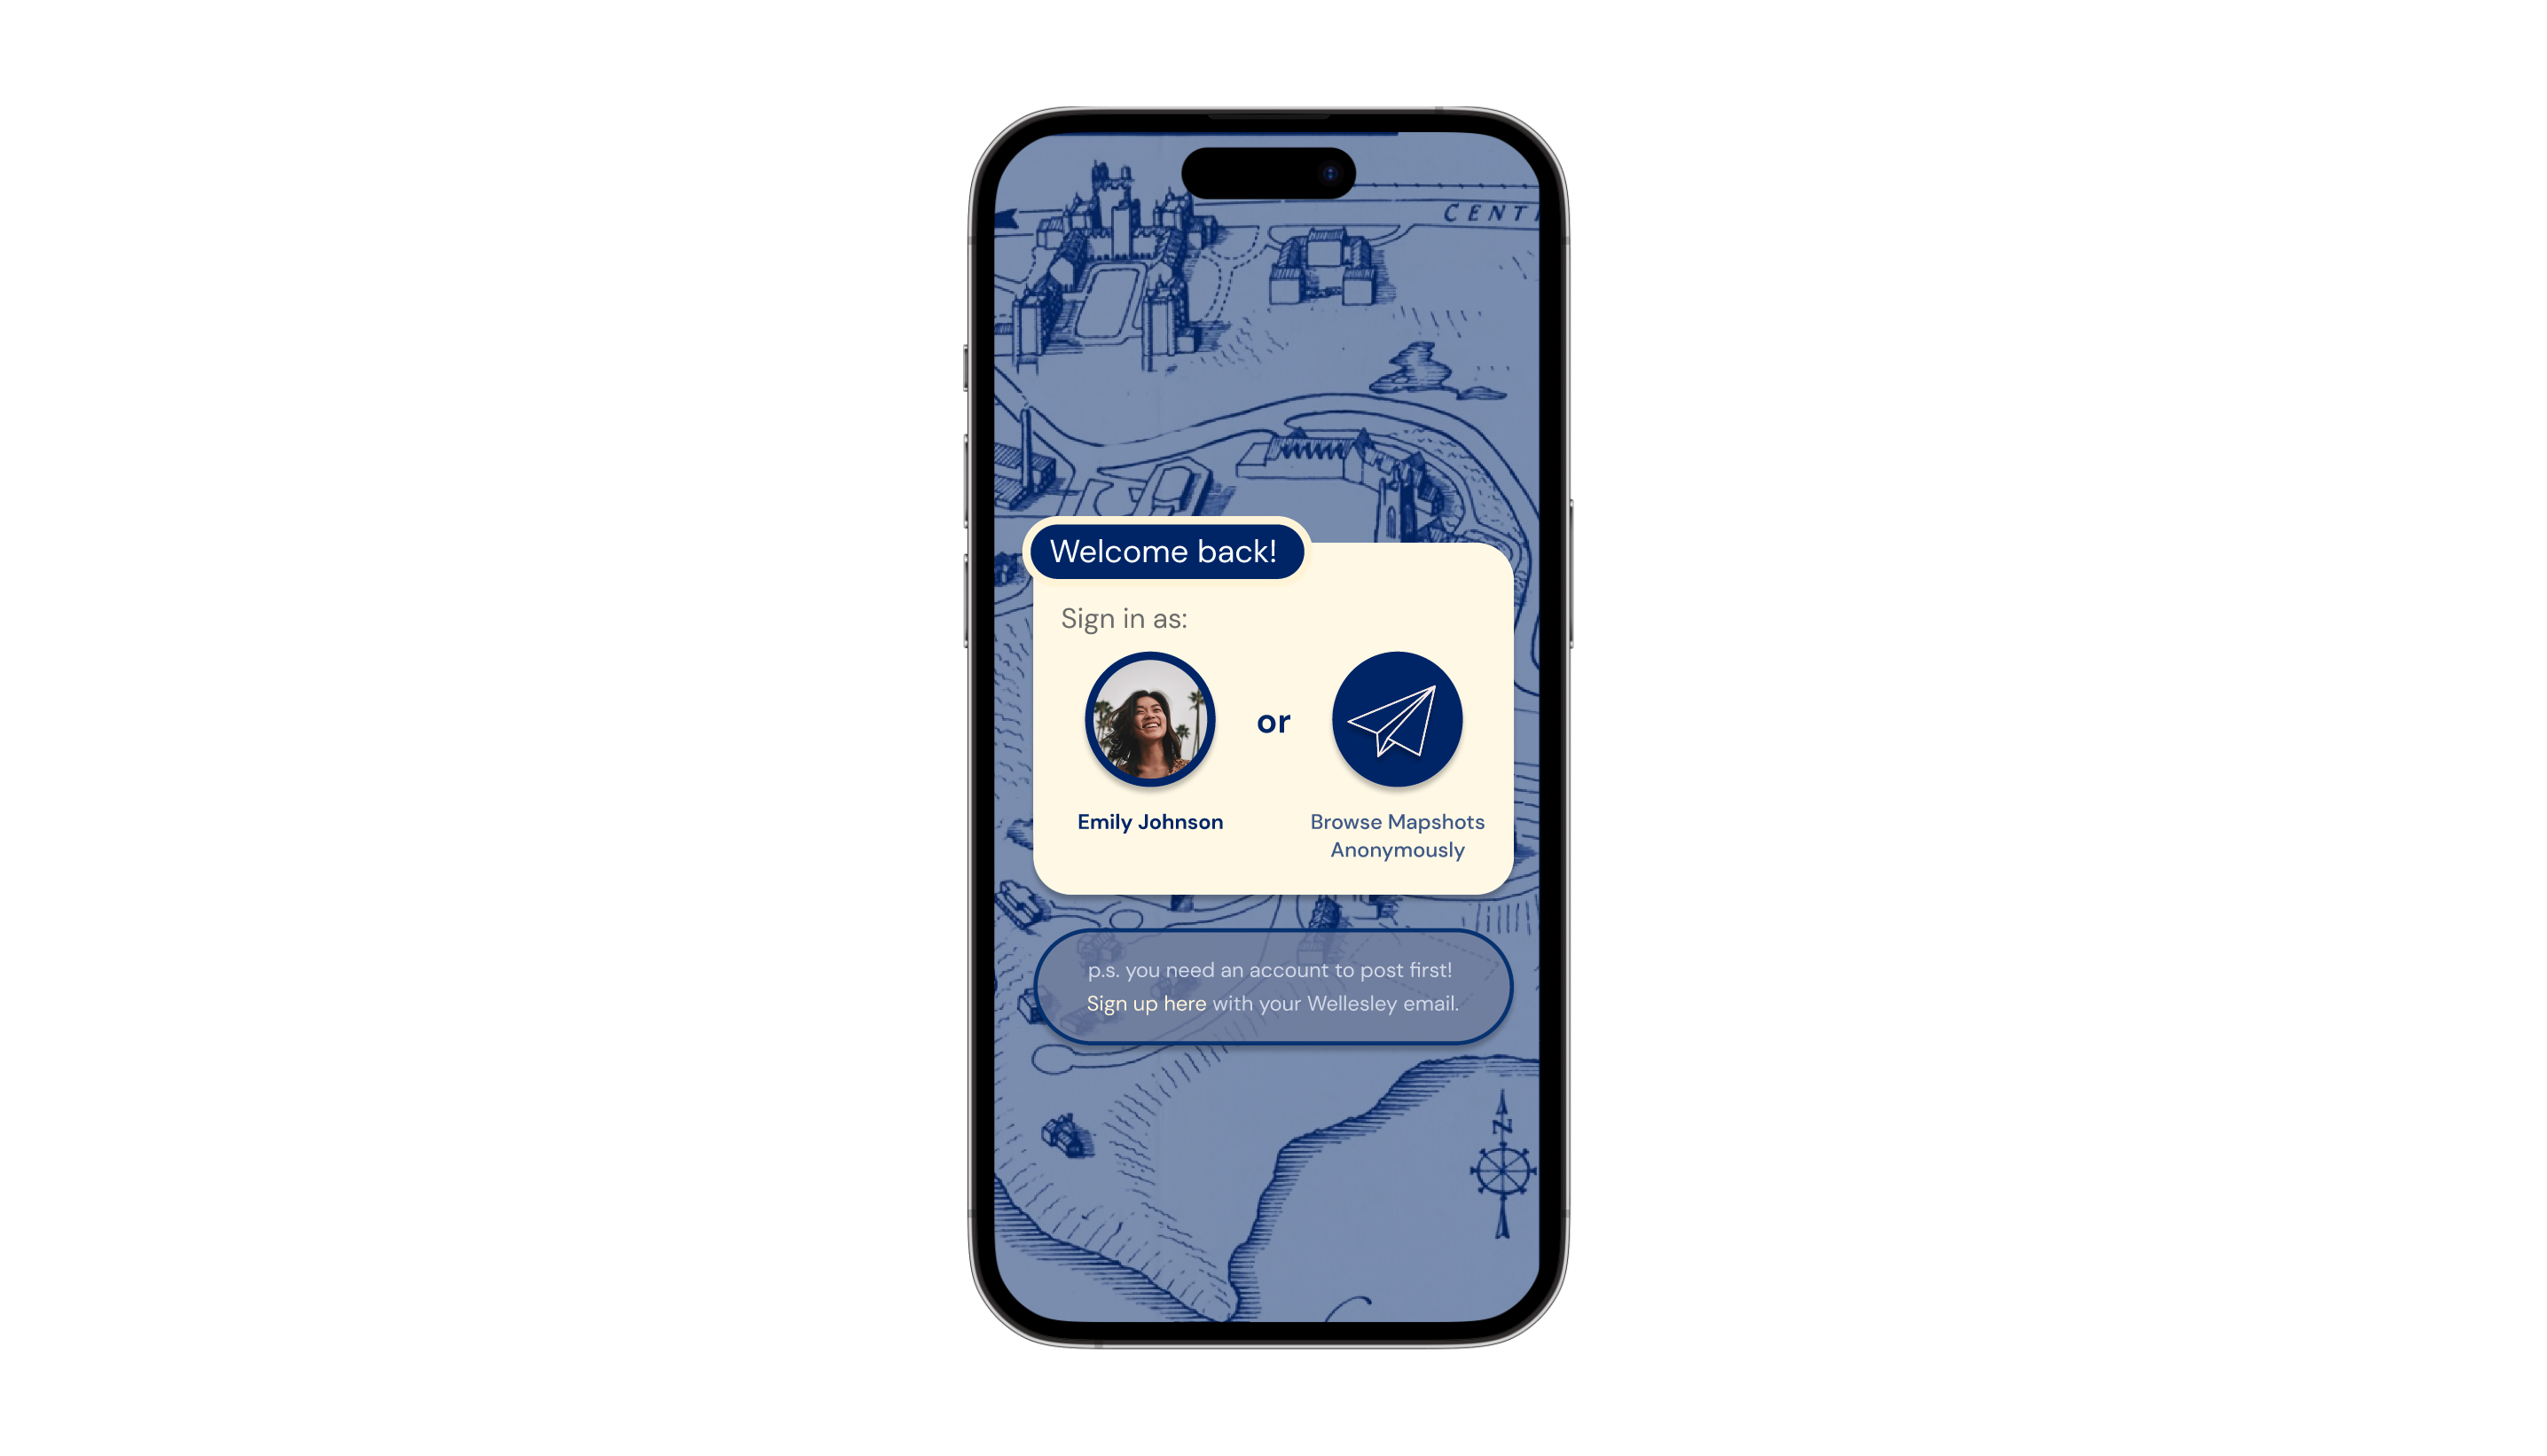 CENT
Welcome back!
Sign in as:
or
Emily Johnson
Browse Mapshots
Anonymously
p.s. you need an account to post first!
Sign up here with your Wellesley email.
N